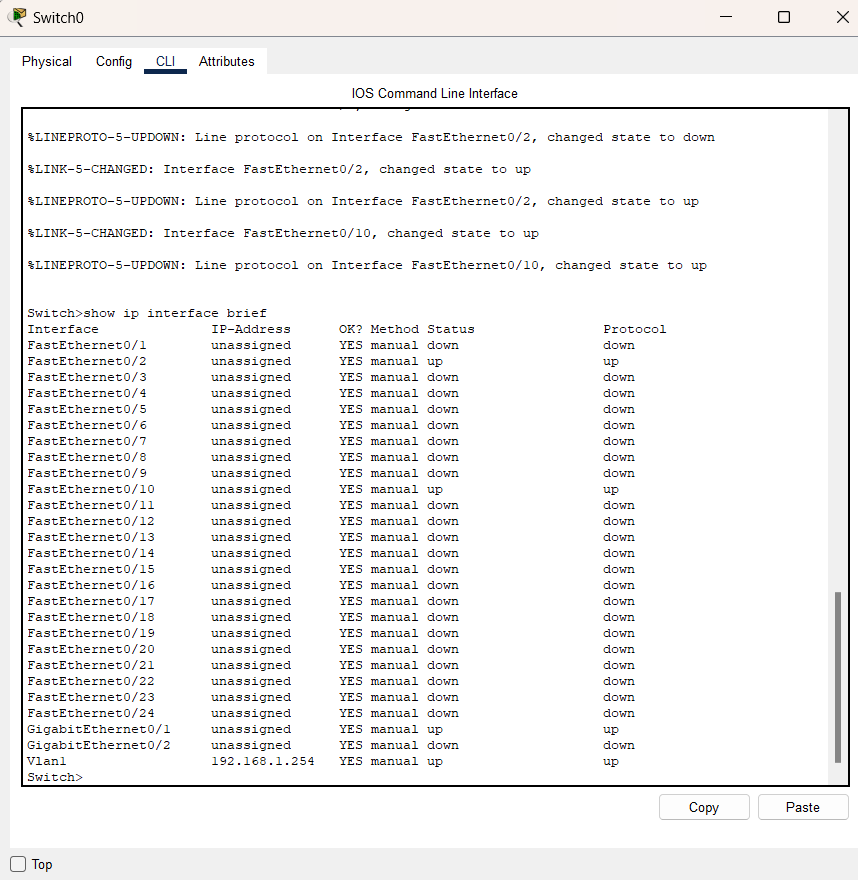 Switch0
Physical Config CLI Attributes
IOS Command Line Interface
%LINEPROTO-5-UPDOWN: Line protocol on Interface FastEthernet0/2, changed state to down
%LINK-5-CHANGED: Interface FastEthernet0/2, changed state to up
%LINEPROTO-5-UPDOWN: Line protocol on Interface FastEthernet0/2, changed state to up
%LINK-5-CHANGED: Interface FastEthernet0/10, changed state to up
%LINEPROTO-5-UPDOWN: Line protocol on Interface FastEthernet0/10, changed state to up
Switch>show ip interface brief
Interface IP-Address OK? Method Status Protocol
FastEthernet0/1 unassigned YES manual down down
FastEthernet0/2 unassigned YES manual up up
FastEthernet0/3 unassigned YES manual down down
FastEthernet0/4 unassigned YES manual down down
FastEthernet0/5 unassigned YES manual down down
FastEthernet0/6 unassigned YES manual down down
FastEthernet0/7 unassigned YES manual down down
FastEthernet0/8 unassigned YES manual down down
FastEthernet0/9 unassigned YES manual down down
FastEthernet0/10 unassigned YES manual up up
FastEthernet0/11 unassigned YES manual down down
FastEthernet0/12 unassigned YES manual down down
FastEthernet0/13 unassigned YES manual down down
FastEthernet0/14 unassigned YES manual down down
FastEthernet0/15 unassigned YES manual down down
FastEthernet0/16 unassigned YES manual down down
FastEthernet0/17 unassigned YES manual down down
FastEthernet0/18 unassigned YES manual down down
FastEthernet0/19 unassigned YES manual down down
FastEthernet0/20 unassigned YES manual down down
FastEthernet0/21 unassigned YES manual down down
FastEthernet0/22 unassigned YES manual down down
FastEthernet0/23 unassigned YES manual down down
FastEthernet0/24 unassigned YES manual down down
GigabitEthernet0/1 unassigned YES manual up up
GigabitEthernet0/2 unassigned YES manual down down
Vlan1 192.168.1.254 YES manual up up
Switch>
Copy Paste
Top